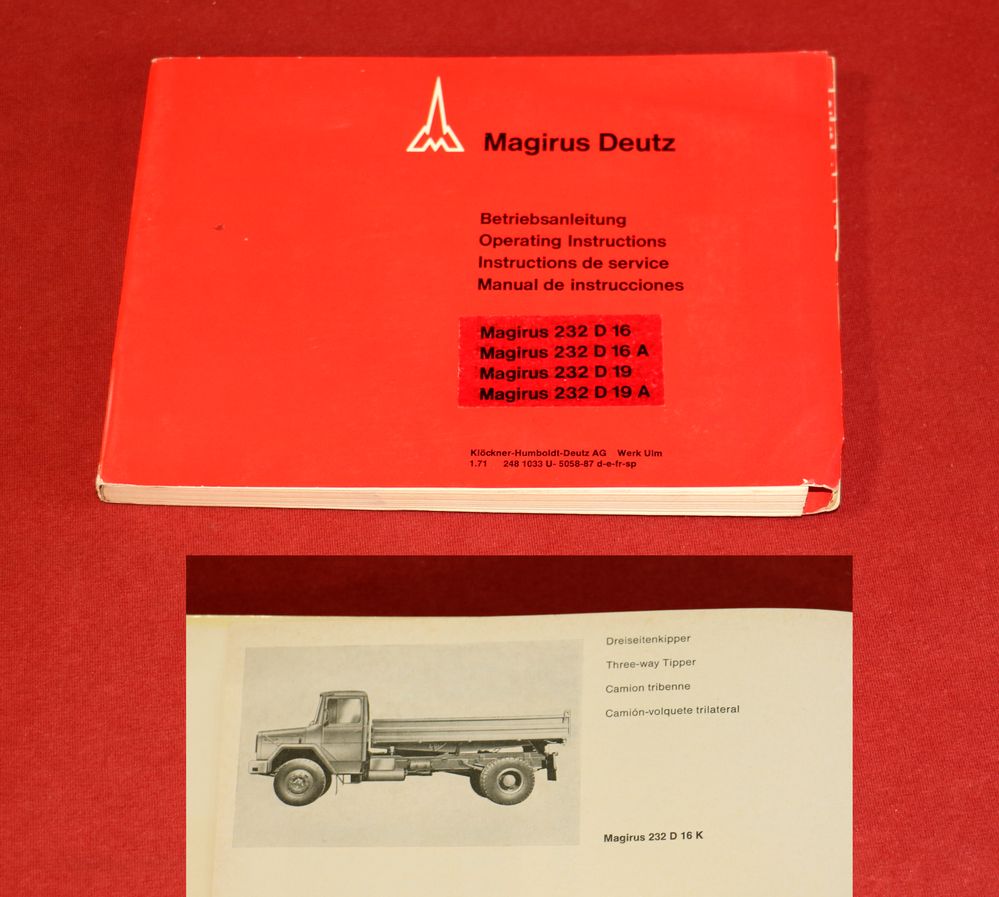 Magirus Deutz
Betriebsanleitung
Operating Instructions
Instructions de service
Manual de instrucciones
Magirus 232 D 16
Magirus 232 D 16 A
Magirus 232 D 19
Magirus 232 D 19 A
Klöckner-Humboldt-Deutz AG Werk Ulm
1.71 248 1033 U- 5058-87 d-e-fr-sp
Dreiseitenkipper
Three-way Tipper
Camion tribenne
Camión-volquete trilateral
Magirus 232 D 16 K